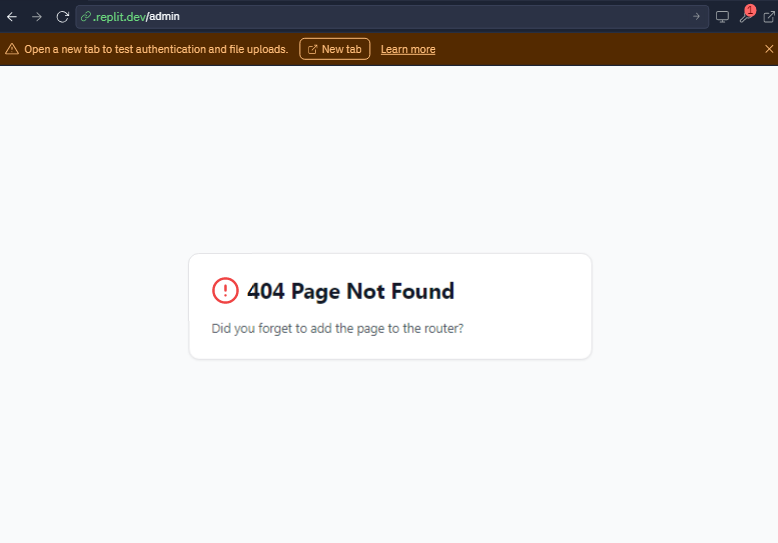 .replit.dev/admin
1
Open a new tab to test authentication and file uploads. New tab Learn more
404 Page Not Found
Did you forget to add the page to the router?